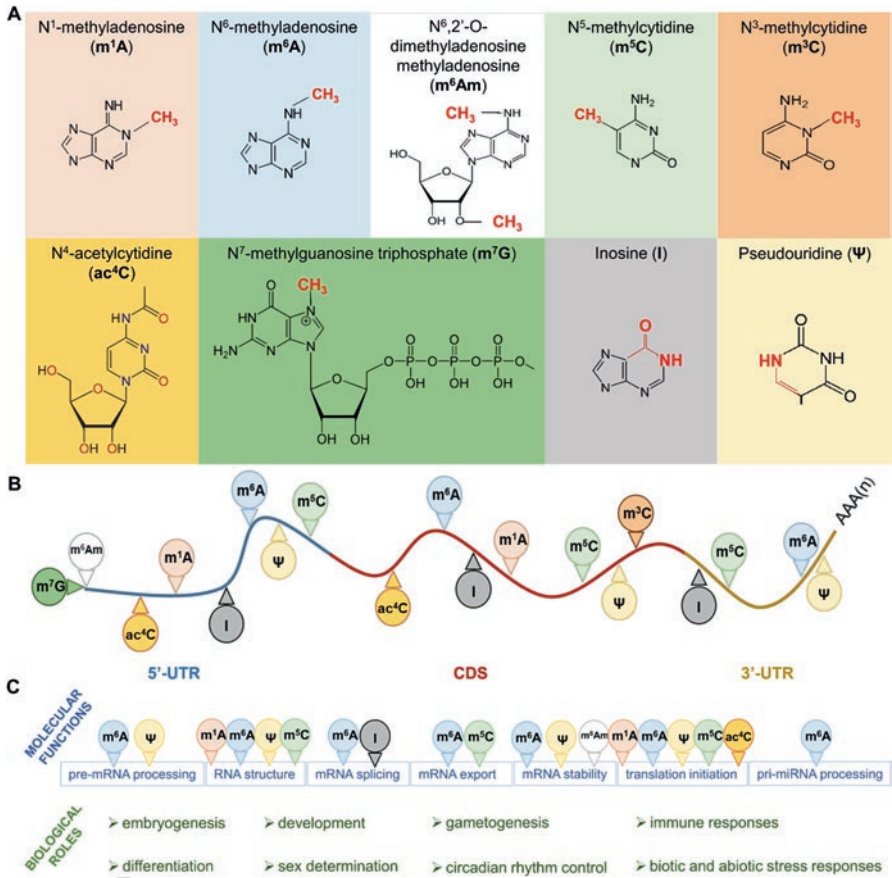 A
N¹-methyladenosine
(m¹A)
NH
N
CH₃
N
H
N
N⁶-methyladenosine
(m⁶A)
CH₃
NH
N
N
N
H
N
N⁶,2'-O-
dimethyladenosine
methyladenosine
(m⁶Am)
CH₃
NH
N
N
HO
N
N
O
OH
O
CH₃
N⁵-methylcytidine
(m⁵C)
CH₃
NH₂
N
N
H
O
N³-methylcytidine
(m³C)
NH₂
N
CH₃
N
H
O
N⁴-acetylcytidine
(ac⁴C)
HN
O
N
HO
N
O
O
OH
OH
N⁷-methylguanosine triphosphate (m⁷G)
O
CH₃
HN
N
+
H₂N
N
N
O
O
O
O
P
O
P
O
P
O
O
OH
OH
OH
OH
OH
Inosine (I)
O
N
NH
N
H
N
Pseudouridine (Ψ)
O
HN
NH
O
B
m⁷G
m⁶Am
ac⁴C
m¹A
I
m⁶A
Ψ
m⁵C
ac⁴C
m⁶A
I
m¹A
m⁵C
Ψ
m³C
I
m⁵C
m⁶A
Ψ
AAA(n)
5'-UTR
CDS
3'-UTR
C
MOLECULAR
FUNCTIONS
m⁶A Ψ m¹A m⁶A Ψ m⁵C m⁶A I m⁶A m⁵C m⁶A Ψ m⁶Am m¹A m⁶A Ψ m⁵C ac⁴C m⁶A
pre-mRNA processing RNA structure mRNA splicing mRNA export mRNA stability translation initiation pri-miRNA processing
BIOLOGICAL
ROLES
➢ embryogenesis ➢ development ➢ gametogenesis ➢ immune responses
➢ differentiation ➢ sex determination ➢ circadian rhythm control ➢ biotic and abiotic stress responses